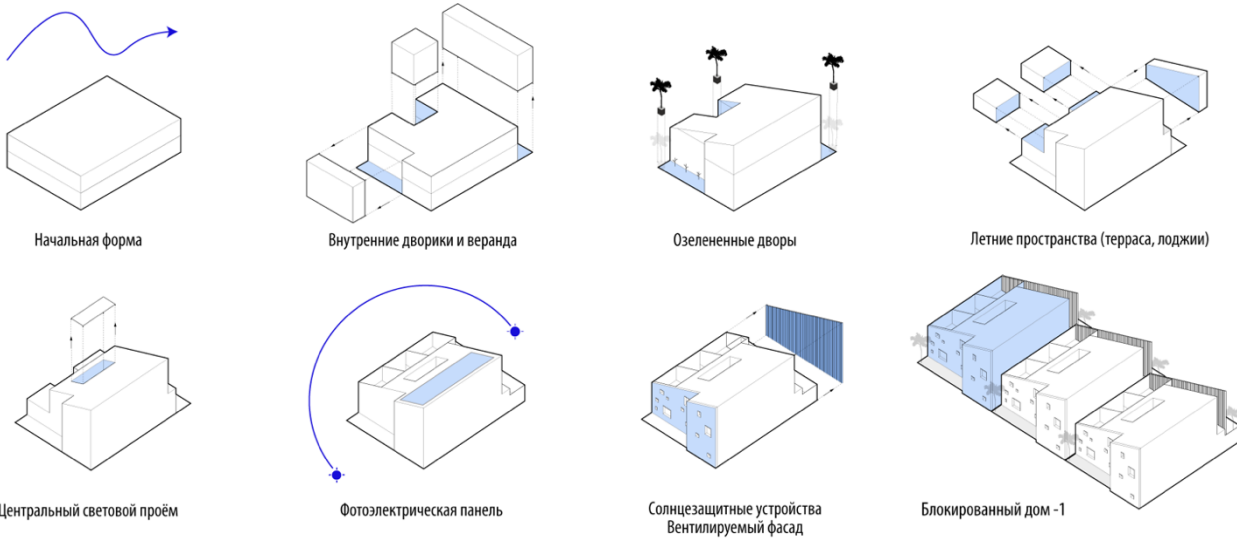 Начальная форма
Внутренние дворики и веранда
Озелененные дворы
Летние пространства (терраса, лоджии)
Центральный световой проём
Фотоэлектрическая панель
Солнцезащитные устройства
Вентилируемый фасад
Блокированный дом -1